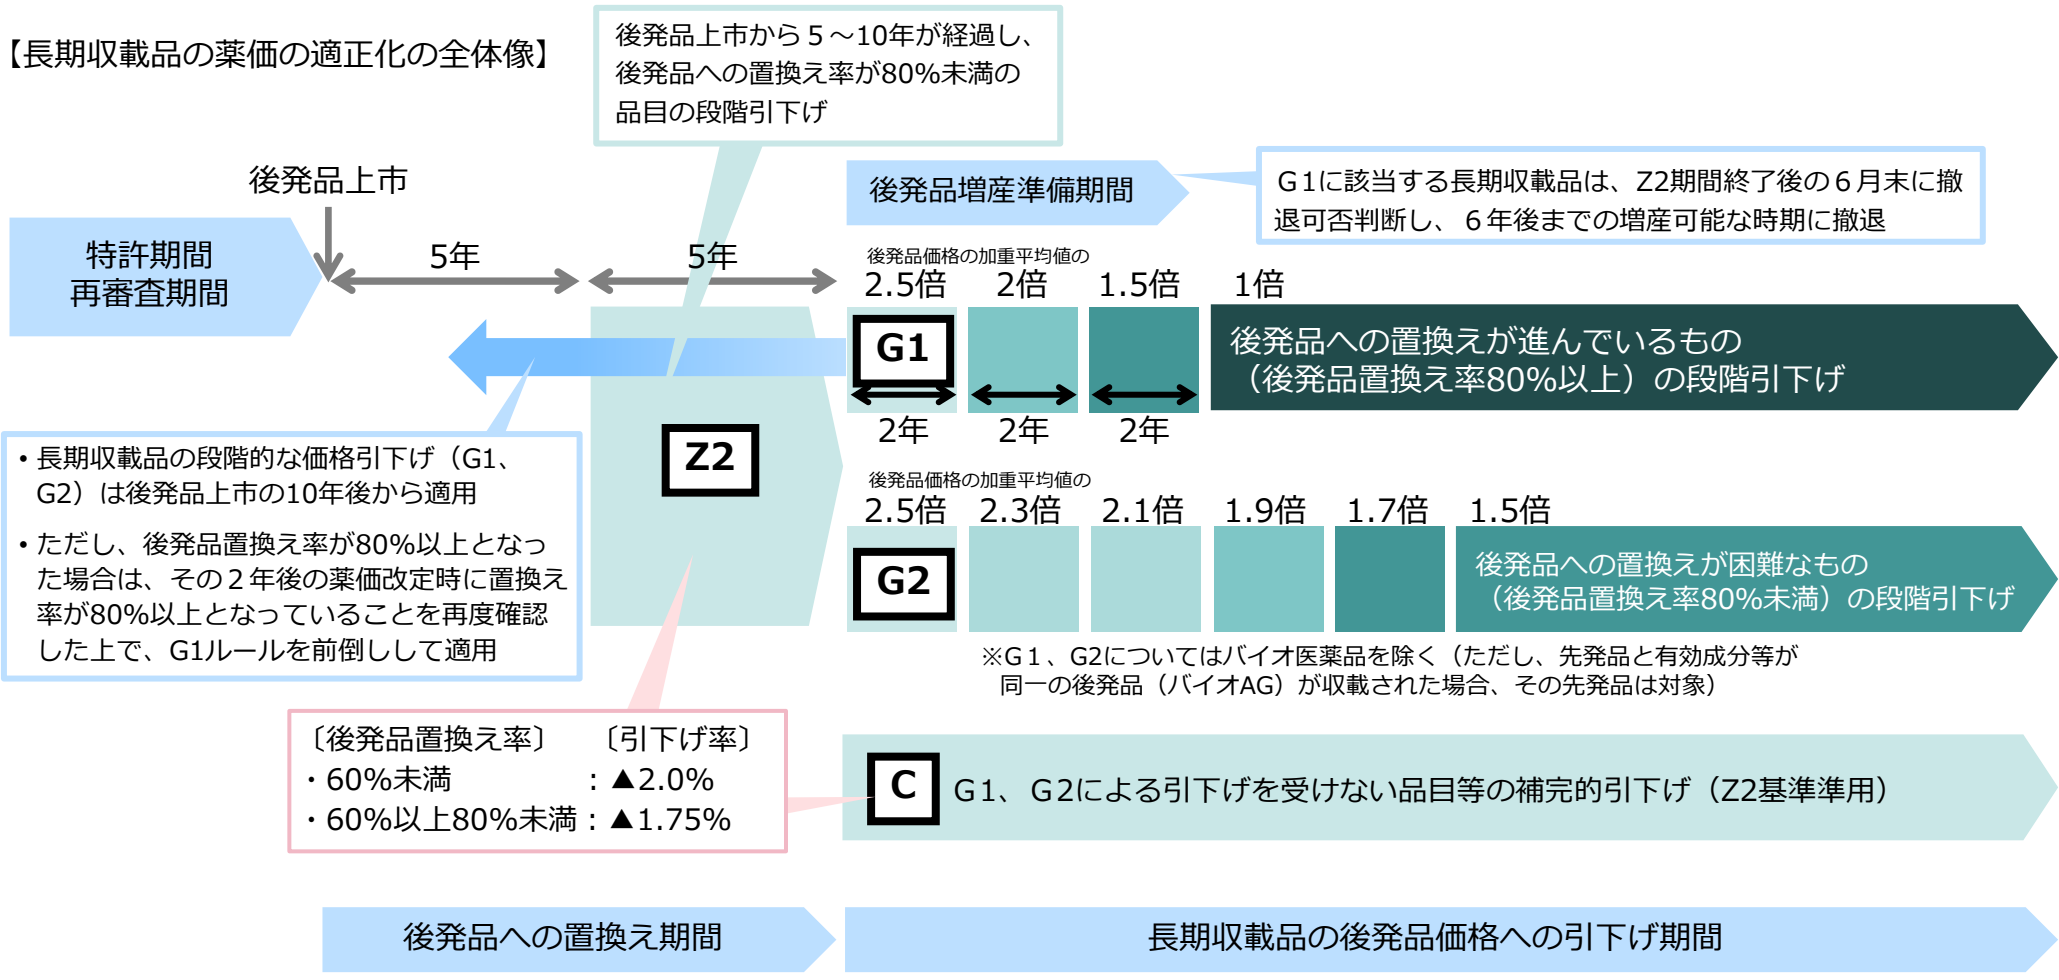 【長期収載品の薬価の適正化の全体像】
後発品上市から５～10年が経過し、
後発品への置換え率が80%未満の
品目の段階引下げ
後発品上市
特許期間
再審査期間
5年
5年
後発品増産準備期間
Ｇ1に該当する長期収載品は、Z2期間終了後の６月末に撤
退可否判断し、６年後までの増産可能な時期に撤退
後発品価格の加重平均値の
2.5倍 2倍 1.5倍 1倍
G1
後発品への置換えが進んでいるもの
（後発品置換え率80%以上）の段階引下げ
2年 2年 2年
Z2
・長期収載品の段階的な価格引下げ（G1、
G2）は後発品上市の10年後から適用
・ただし、後発品置換え率が80%以上となっ
た場合は、その２年後の薬価改定時に置換え
率が80%以上となっていることを再度確認
した上で、G1ルールを前倒しして適用
後発品価格の加重平均値の
2.5倍 2.3倍 2.1倍 1.9倍 1.7倍 1.5倍
G2
後発品への置換えが困難なもの
（後発品置換え率80%未満）の段階引下げ
※G１、G2についてはバイオ医薬品を除く（ただし、先発品と有効成分等が
同一の後発品（バイオAG）が収載された場合、その先発品は対象）
〔後発品置換え率〕 〔引下げ率〕
・60%未満 ：▲2.0%
・60%以上80%未満：▲1.75%
C
Ｇ1、Ｇ2による引下げを受けない品目等の補完的引下げ（Z2基準準用）
後発品への置換え期間
長期収載品の後発品価格への引下げ期間